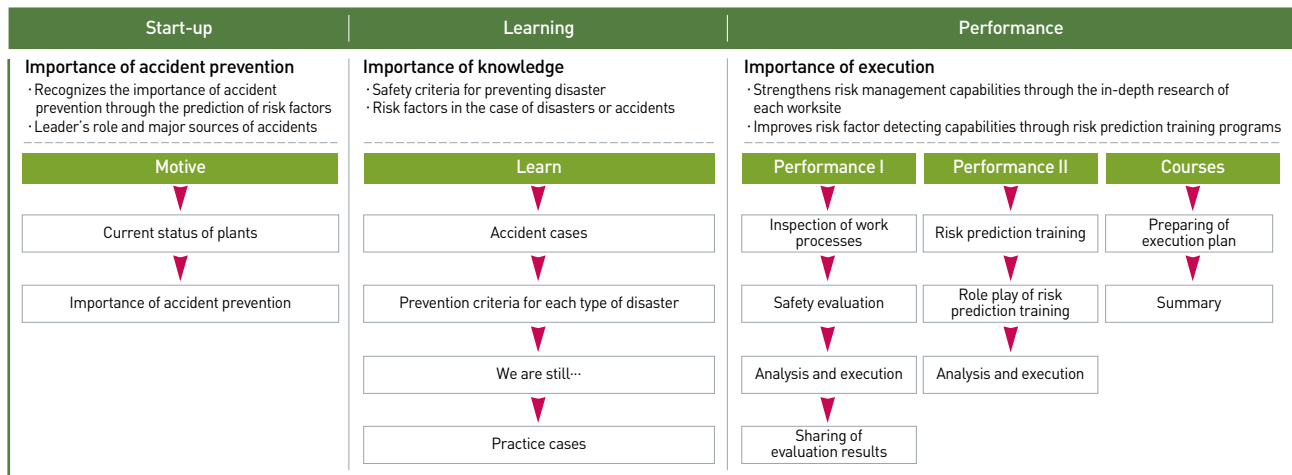 Start-up
Learning
Performance
Importance of accident prevention
· Recognizes the importance of accident
prevention through the prediction of risk factors
· Leader's role and major sources of accidents
Motive
Current status of plants
Importance of accident prevention
Importance of knowledge
· Safety criteria for preventing disaster
· Risk factors in the case of disasters or accidents
Learn
Accident cases
Prevention criteria for each type of disaster
We are still···
Practice cases
Importance of execution
· Strengthens risk management capabilities through the in-depth research of
each worksite
· Improves risk factor detecting capabilities through risk prediction training programs
Performance I
Inspection of work
processes
Safety evaluation
Analysis and execution
Sharing of
evaluation results
Performance II
Risk prediction training
Role play of risk
prediction training
Analysis and execution
Courses
Preparing of
execution plan
Summary